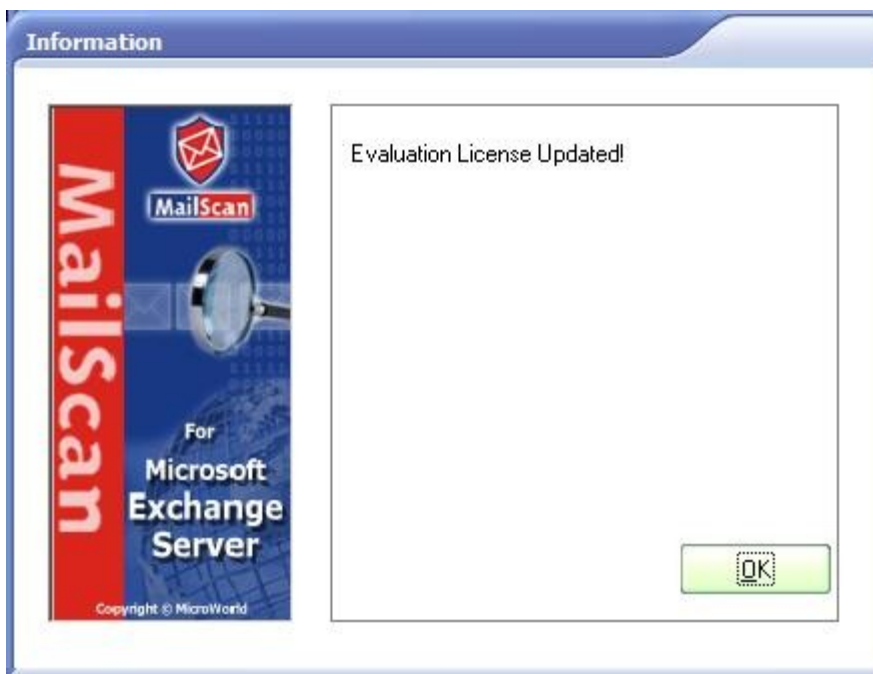 Information
MailScan
MailScan
For
Microsoft
Exchange
Server
Copyright © MicroWorld
Evaluation License Updated!
OK